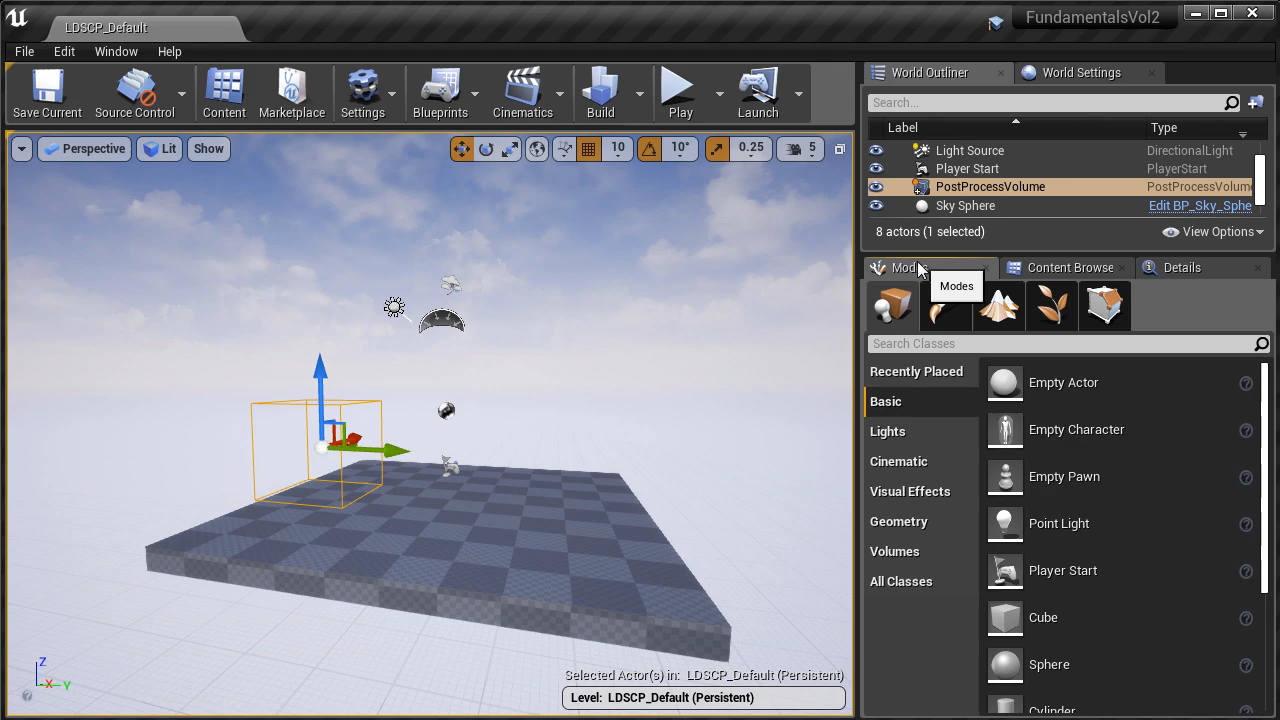 LDSCP_Default
FundamentalsVol2
File Edit Window Help
Save Current Source Control Content Marketplace Settings Blueprints Cinematics Build Play Launch
World Outliner World Settings
Search...
Label Type
Light Source DirectionalLight
Player Start PlayerStart
PostProcessVolume PostProcessVolum
Sky Sphere Edit BP_Sky_Sphe
8 actors (1 selected) View Options
Perspective Lit Show 10 10° 0.25 5
Modes Content Browse Details
Modes
Search Classes
Recently Placed
Basic
Lights
Cinematic
Visual Effects
Geometry
Volumes
All Classes
Empty Actor
Empty Character
Empty Pawn
Point Light
Player Start
Cube
Sphere
Cylinder
Z
X Y
Selected Actor(s) in: LDSCP_Default (Persistent)
Level: LDSCP_Default (Persistent)